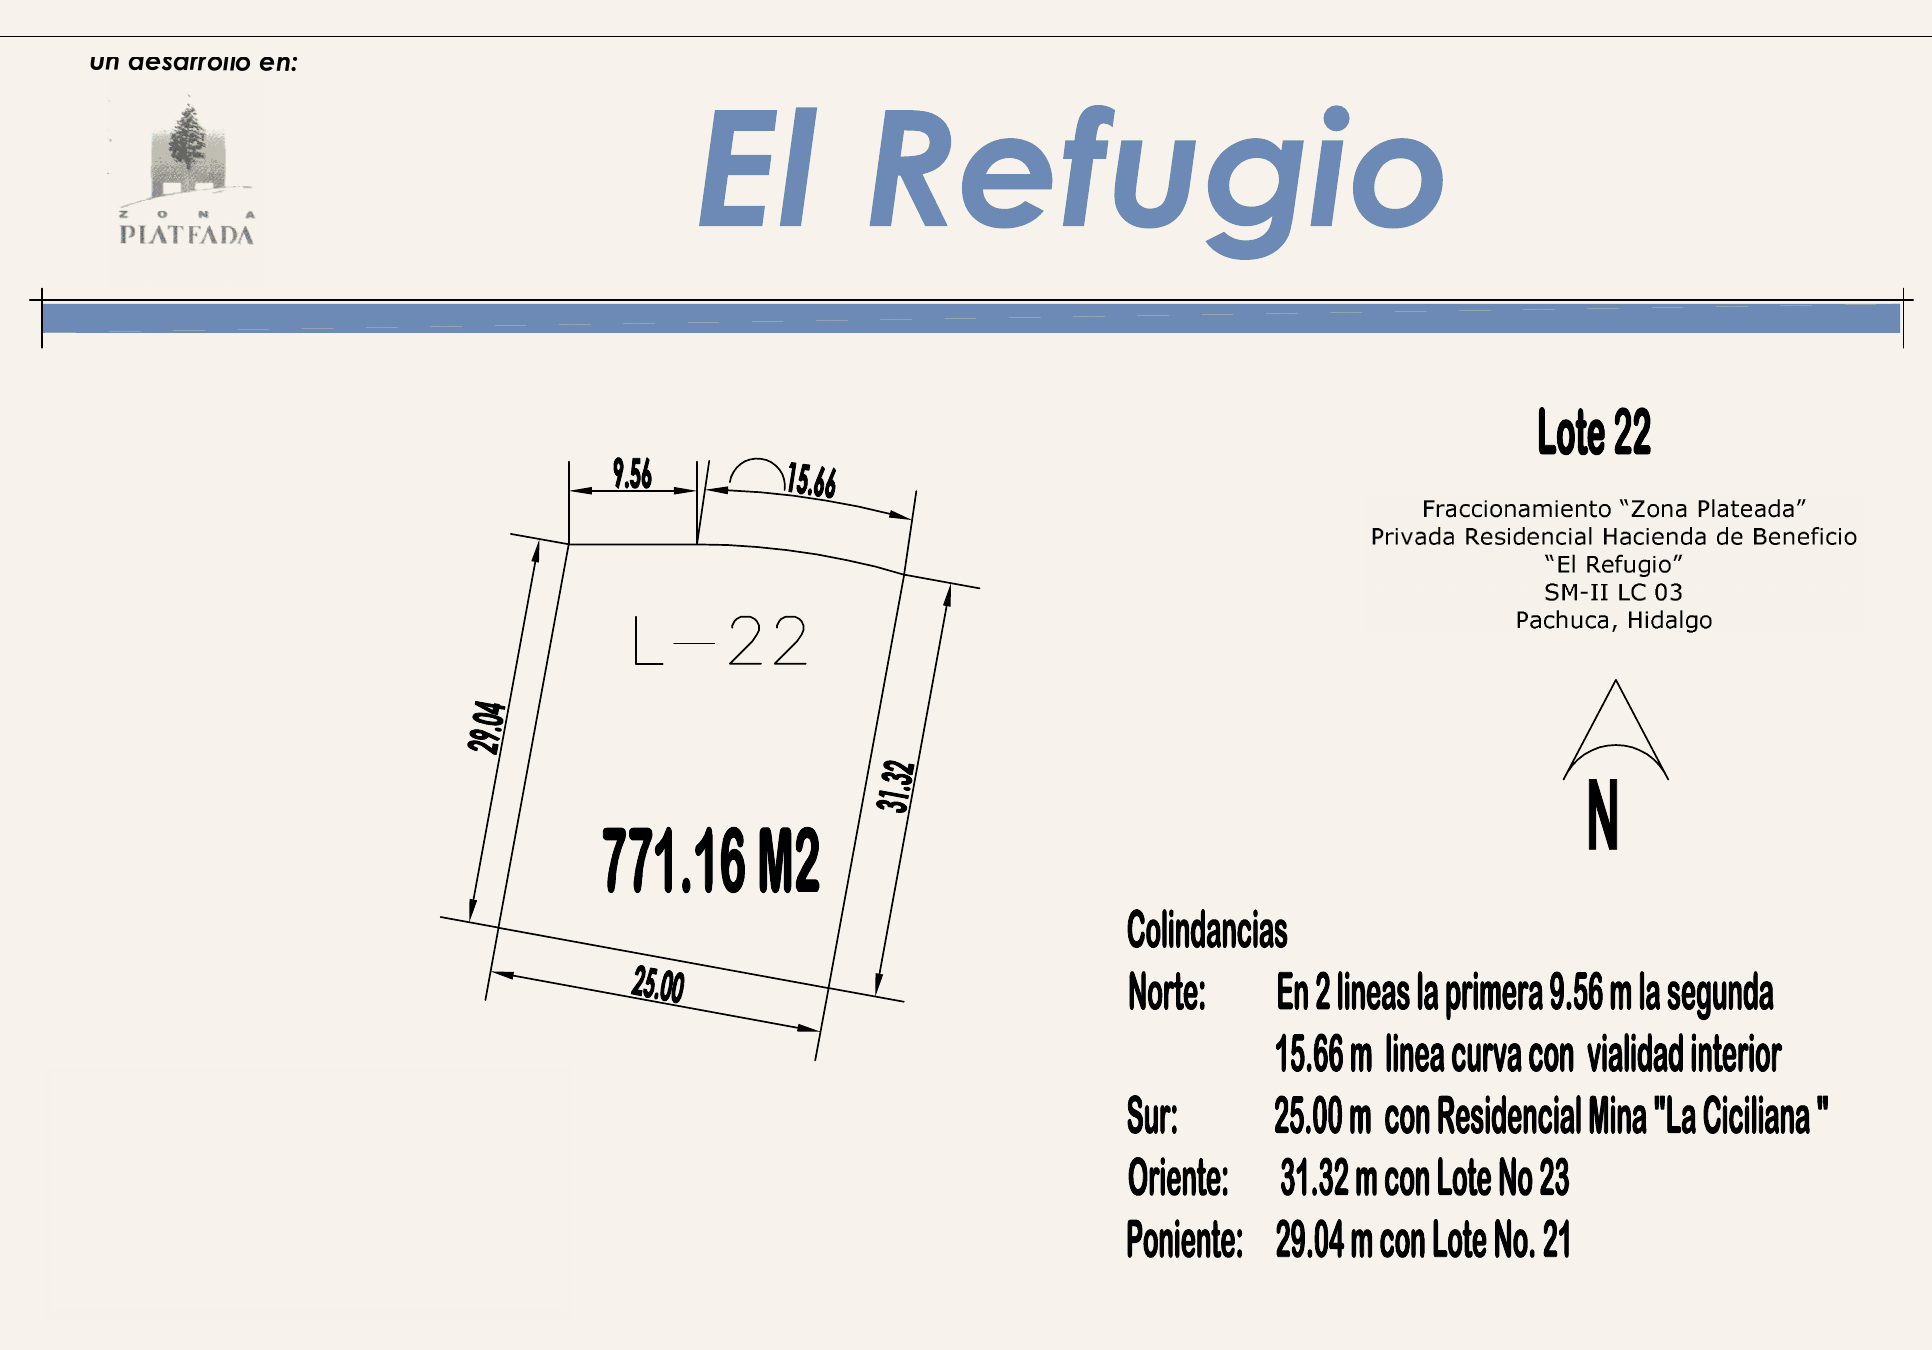 un desarrollo en:
ZONA
PLATEADA
El Refugio
Lote 22
Fraccionamiento “Zona Plateada”
Privada Residencial Hacienda de Beneficio
“El Refugio”
SM-II LC 03
Pachuca, Hidalgo
9.56
15.66
L-22
29.04
31.32
771.16 M2
25.00
N
Colindancias
Norte: En 2 lineas la primera 9.56 m la segunda
15.66 m linea curva con vialidad interior
Sur: 25.00 m con Residencial Mina "La Ciciliana "
Oriente: 31.32 m con Lote No 23
Poniente: 29.04 m con Lote No. 21